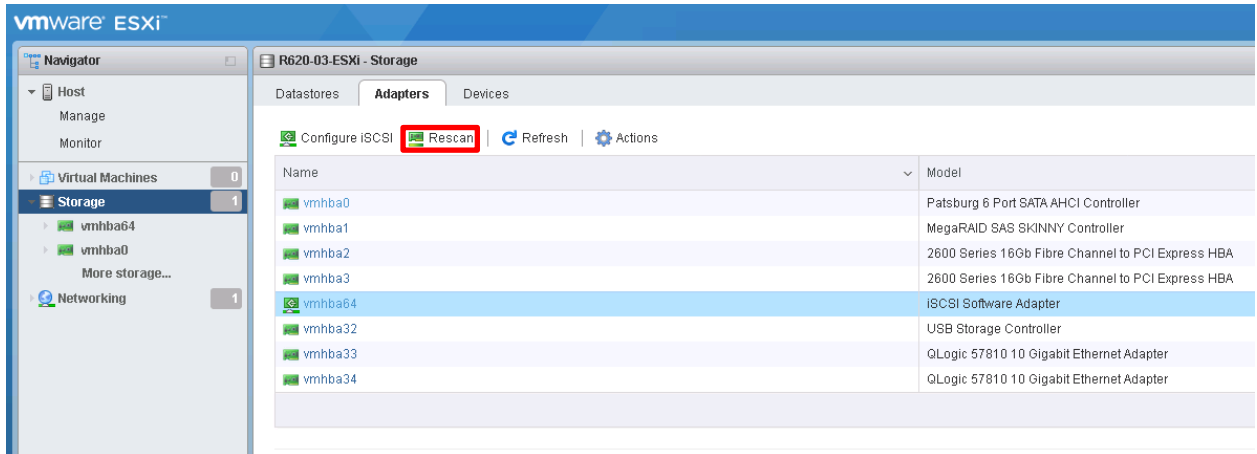 vmware ESXi™
Navigator
Host
Manage
Monitor
Virtual Machines 0
Storage 1
vmhba64
vmhba0
More storage...
Networking 1
R620-03-ESXi - Storage
Datastores Adapters Devices
Configure iSCSI Rescan Refresh Actions
Name Model
vmhba0 Patsburg 6 Port SATA AHCI Controller
vmhba1 MegaRAID SAS SKINNY Controller
vmhba2 2600 Series 16Gb Fibre Channel to PCI Express HBA
vmhba3 2600 Series 16Gb Fibre Channel to PCI Express HBA
vmhba64 iSCSI Software Adapter
vmhba32 USB Storage Controller
vmhba33 QLogic 57810 10 Gigabit Ethernet Adapter
vmhba34 QLogic 57810 10 Gigabit Ethernet Adapter